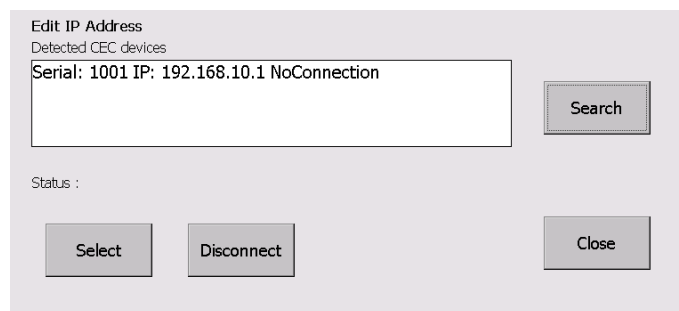 Edit IP Address
Detected CEC devices
Serial: 1001 IP: 192.168.10.1 NoConnection
Search
Status :
Select
Disconnect
Close